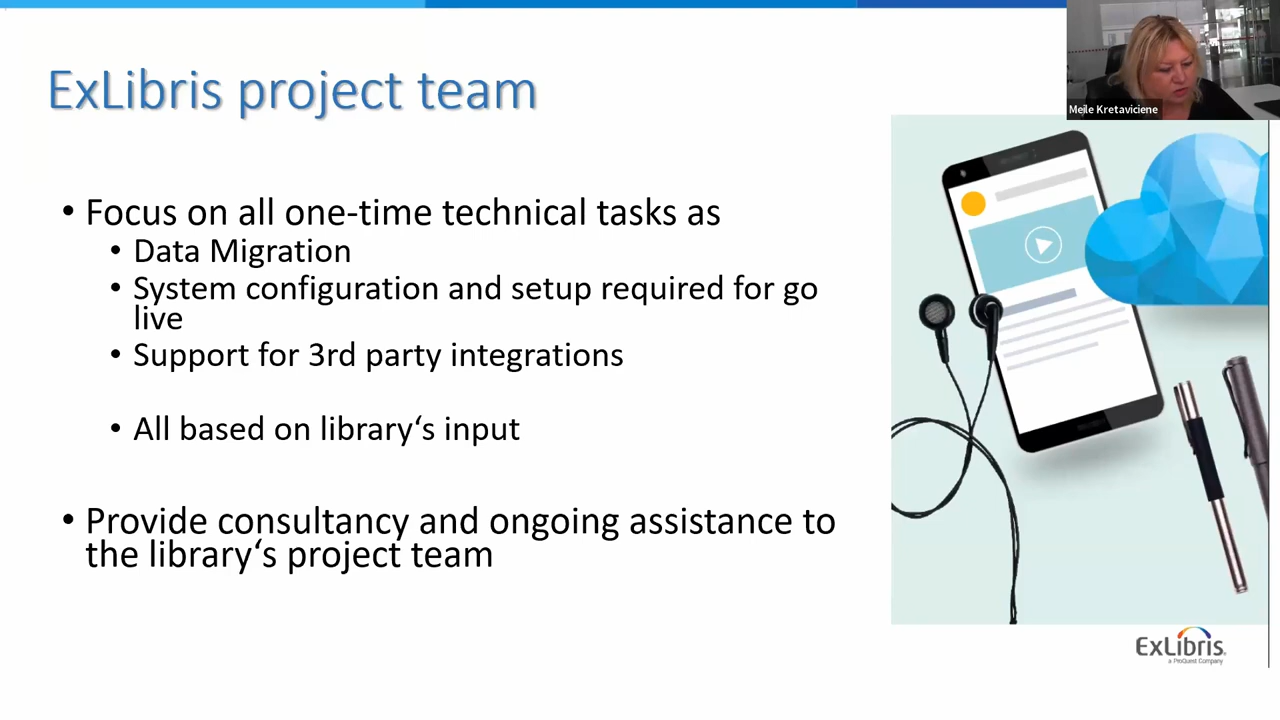 ExLibris project team
Meile Kretaviciene
• Focus on all one-time technical tasks as
• Data Migration
• System configuration and setup required for go
live
• Support for 3rd party integrations
• All based on library‘s input
• Provide consultancy and ongoing assistance to
the library‘s project team
ExLibris
a ProQuest Company